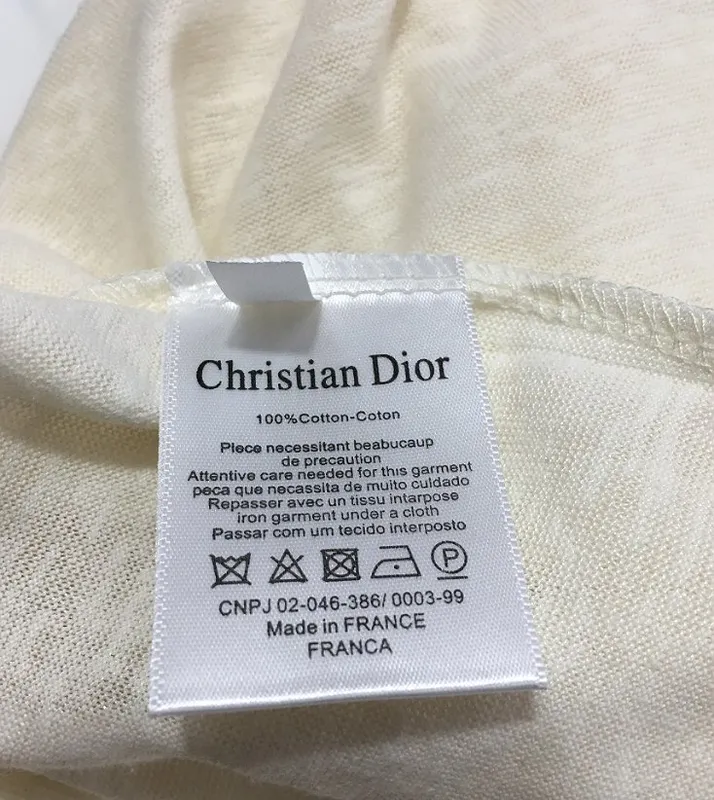 Christian Dior
100%Cotton-Coton
Piece necessitant beabucaup
de precaution
Attentive care needed for this garment
peca que necassita de muito culdado
Repasser avec un tissu intarpose
iron garment under a cloth
Passar com um tecido interposto
P
CNPJ 02-046-386/ 0003-99
Made in FRANCE
FRANCA